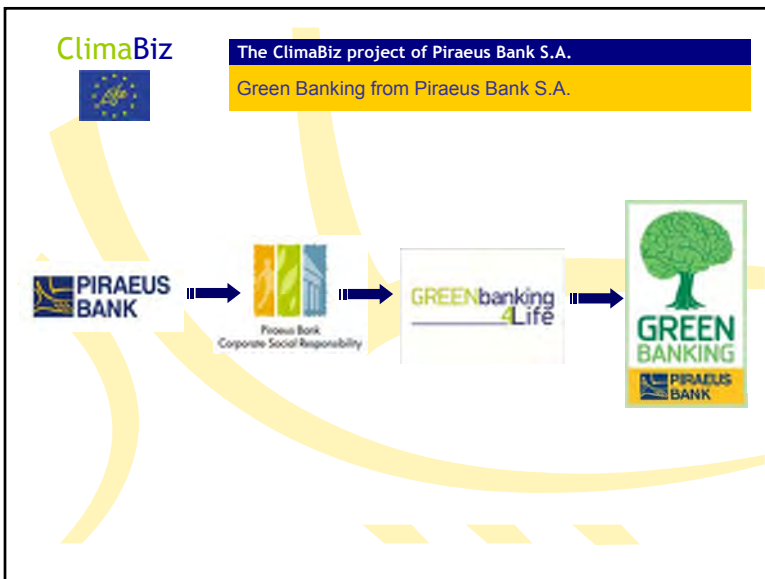 ClimaBiz
The ClimaBiz project of Piraeus Bank S.A.
Green Banking from Piraeus Bank S.A.
life
PIRAEUS
BANK
Piraeus Bank
Corporate Social Responsibility
GREENbanking
4Life
GREEN
BANKING
PIRAEUS
BANK